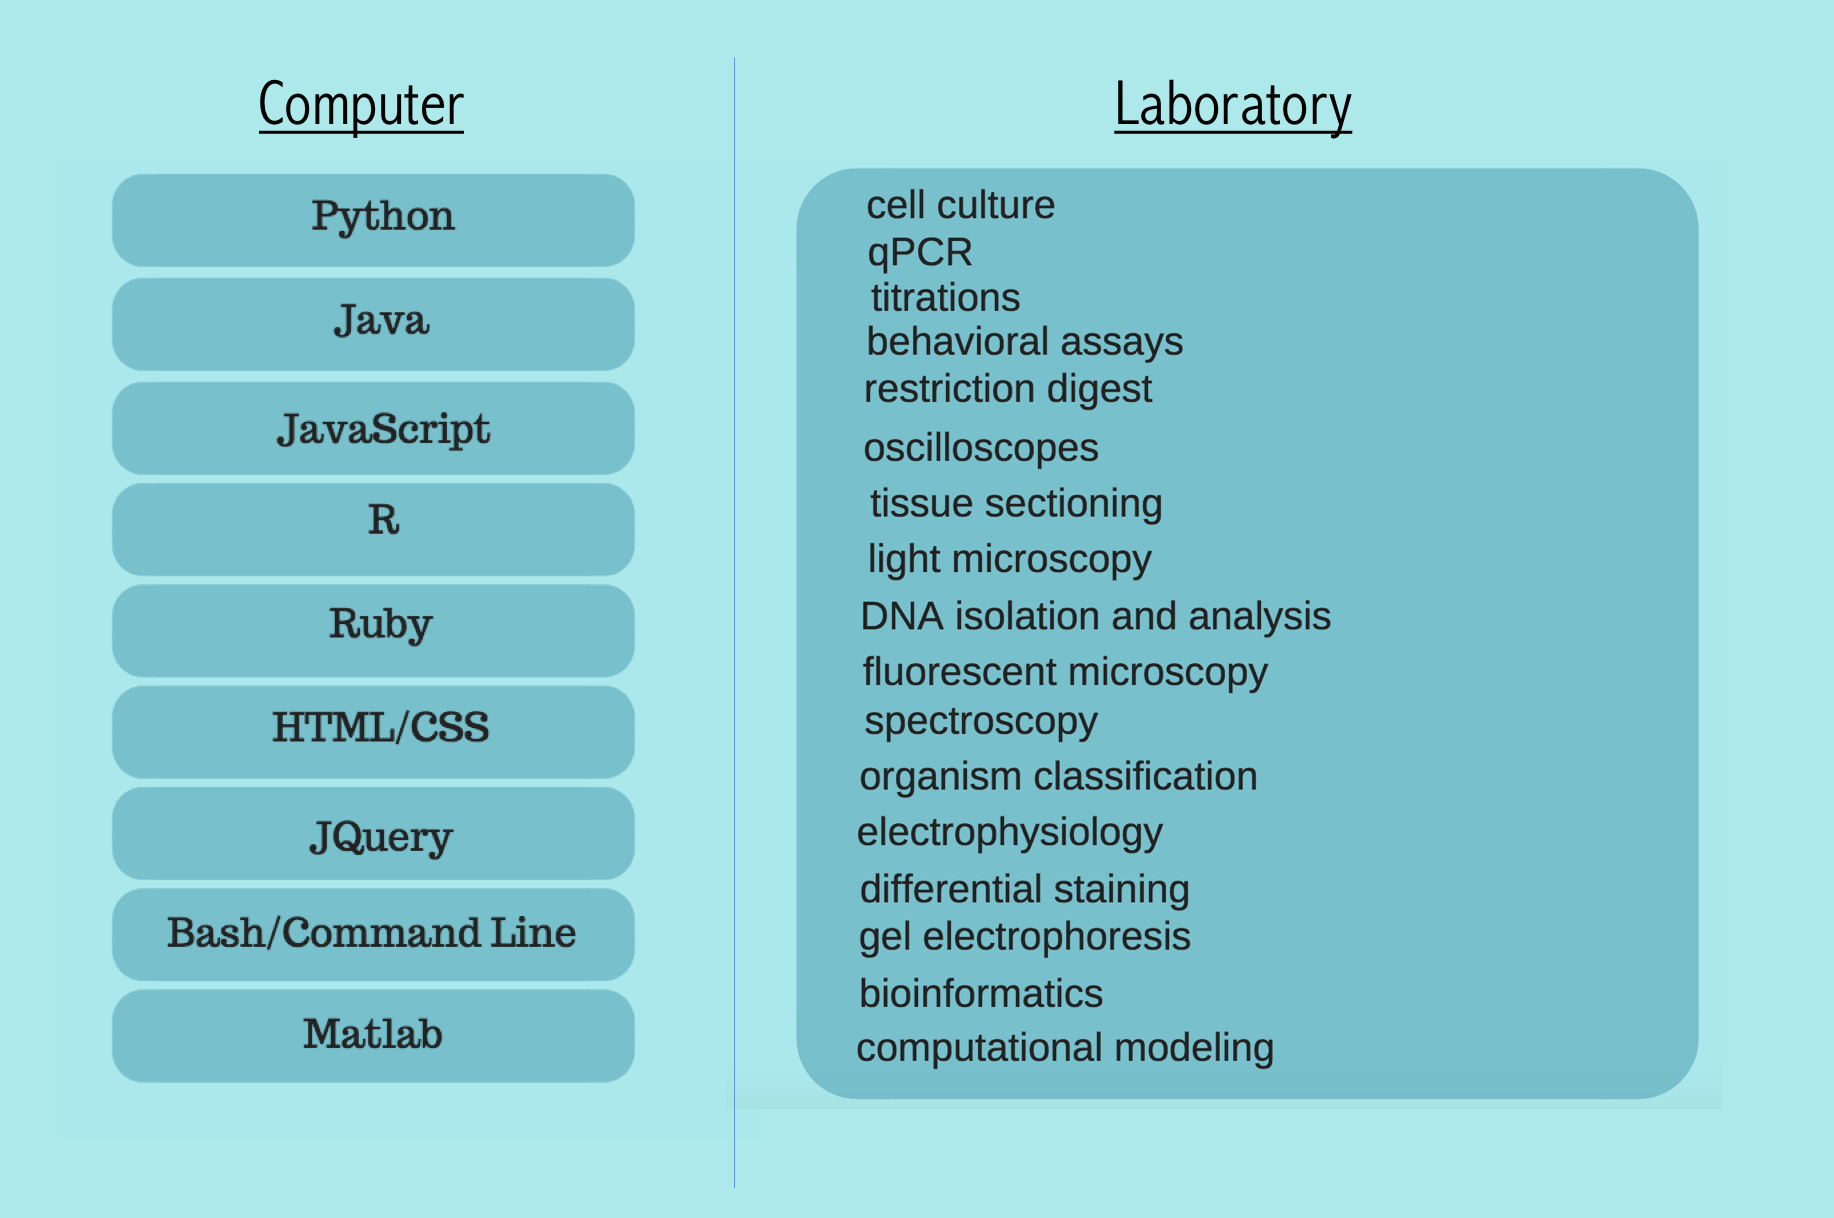 Computer
Python
Java
JavaScript
R
Ruby
HTML/CSS
JQuery
Bash/Command Line
Matlab
Laboratory
cell culture
qPCR
titrations
behavioral assays
restriction digest
oscilloscopes
tissue sectioning
light microscopy
DNA isolation and analysis
fluorescent microscopy
spectroscopy
organism classification
electrophysiology
differential staining
gel electrophoresis
bioinformatics
computational modeling